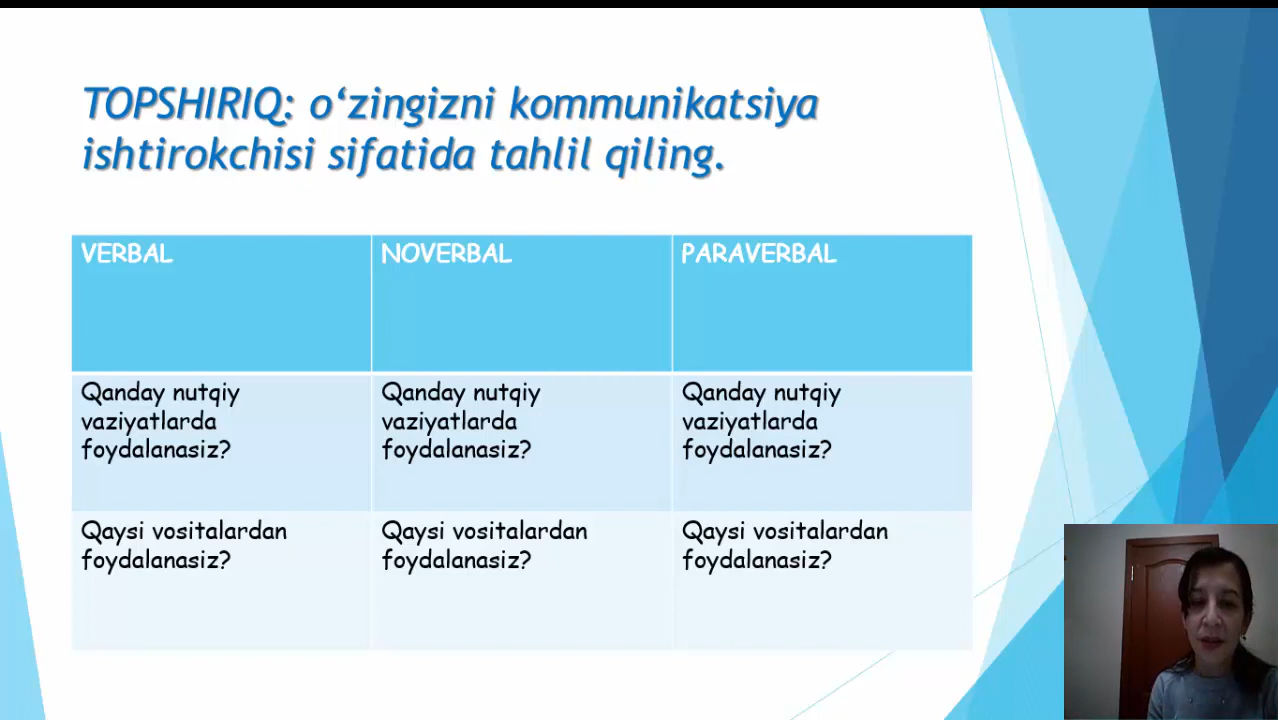 TOPSHIRIQ: o‘zingizni kommunikatsiya
ishtirokchisi sifatida tahlil qiling.
VERBAL
NOVERBAL
PARAVERBAL
Qanday nutqiy
vaziyatlarda
foydalanasiz?
Qanday nutqiy
vaziyatlarda
foydalanasiz?
Qanday nutqiy
vaziyatlarda
foydalanasiz?
Qaysi vositalardan
foydalanasiz?
Qaysi vositalardan
foydalanasiz?
Qaysi vositalardan
foydalanasiz?